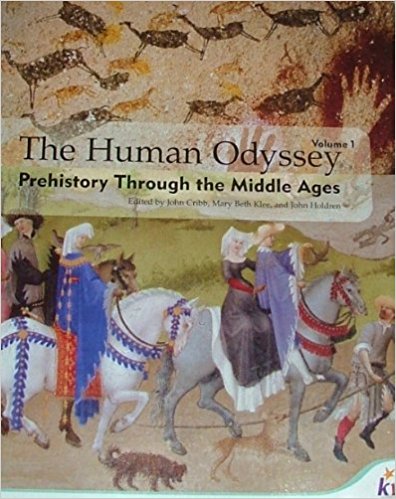 Volume 1
The Human Odyssey
Prehistory Through the Middle Ages
Edited by John Cribb, Mary Beth Klee, and John Holdren